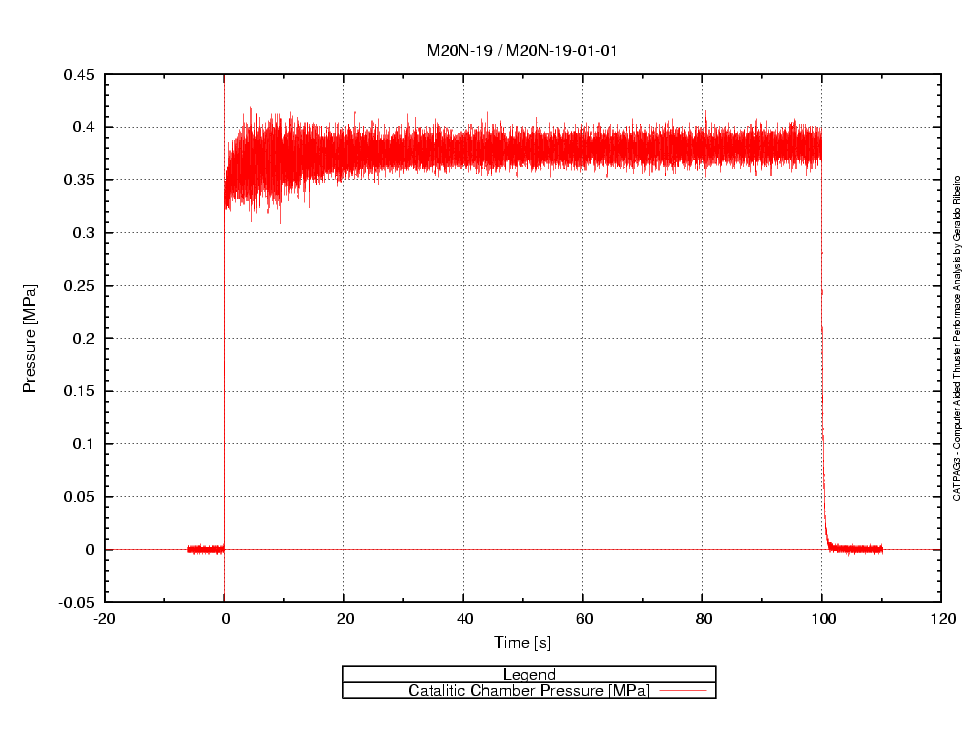 M20N-19 / M20N-19-01-01
0.45
0.4
0.35
0.3
0.25
0.2
0.15
0.1
0.05
0
-0.05
Pressure [MPa]
-20 0 20 40 60 80 100 120
Time [s]
Legend
Catalitic Chamber Pressure [MPa]
CATPAG3 - Computer Aided Thruster Performace Analysis by Geraldo Ribeiro